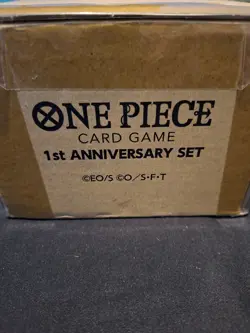 ONE PIECE
CARD GAME
1st ANNIVERSARY SET
©EO/S ©O/S·F·T